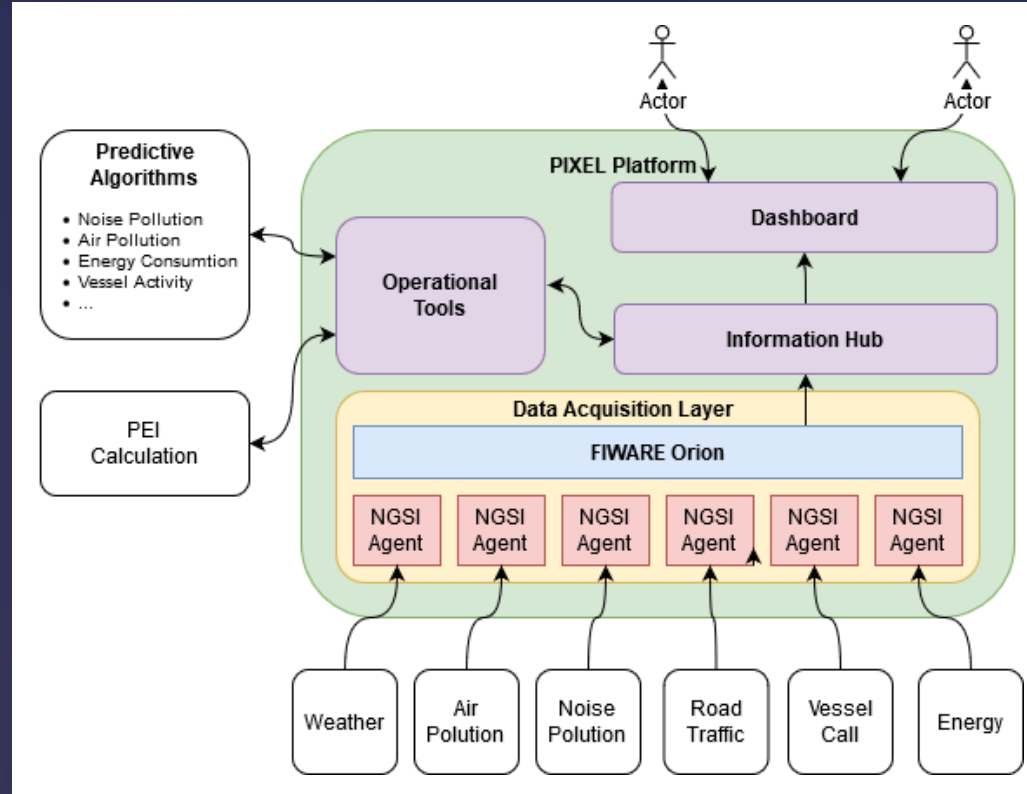 Actor
Actor
Predictive
Algorithms
• Noise Pollution
• Air Pollution
• Energy Consumtion
• Vessel Activity
• ...
PIXEL Platform
Dashboard
Operational
Tools
Information Hub
PEI
Calculation
Data Acquisition Layer
FIWARE Orion
NGSI
Agent
NGSI
Agent
NGSI
Agent
NGSI
Agent
NGSI
Agent
NGSI
Agent
Weather
Air
Polution
Noise
Polution
Road
Traffic
Vessel
Call
Energy